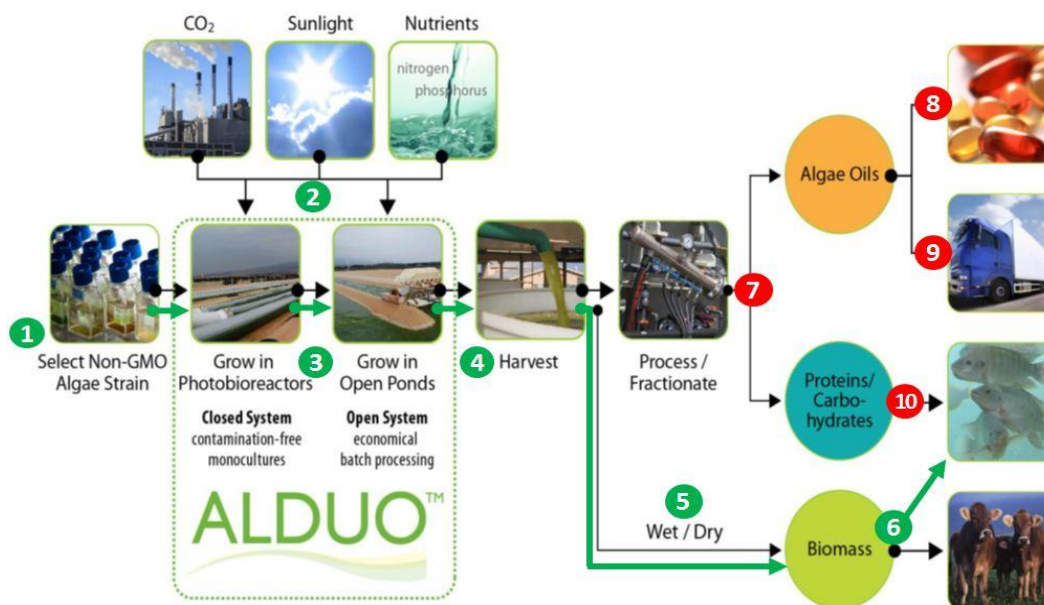 CO₂
Sunlight
Nutrients
nitrogen
phosphorus
2
8
Algae Oils
9
1
3
4
7
Select Non-GMO
Algae Strain
Grow in
Photobioreactors
Grow in
Open Ponds
Harvest
Process /
Fractionate
Closed System
contamination-free
monocultures
Open System
economical
batch processing
ALDUO™
Proteins/
Carbo-
hydrates
10
5
Wet / Dry
Biomass
6